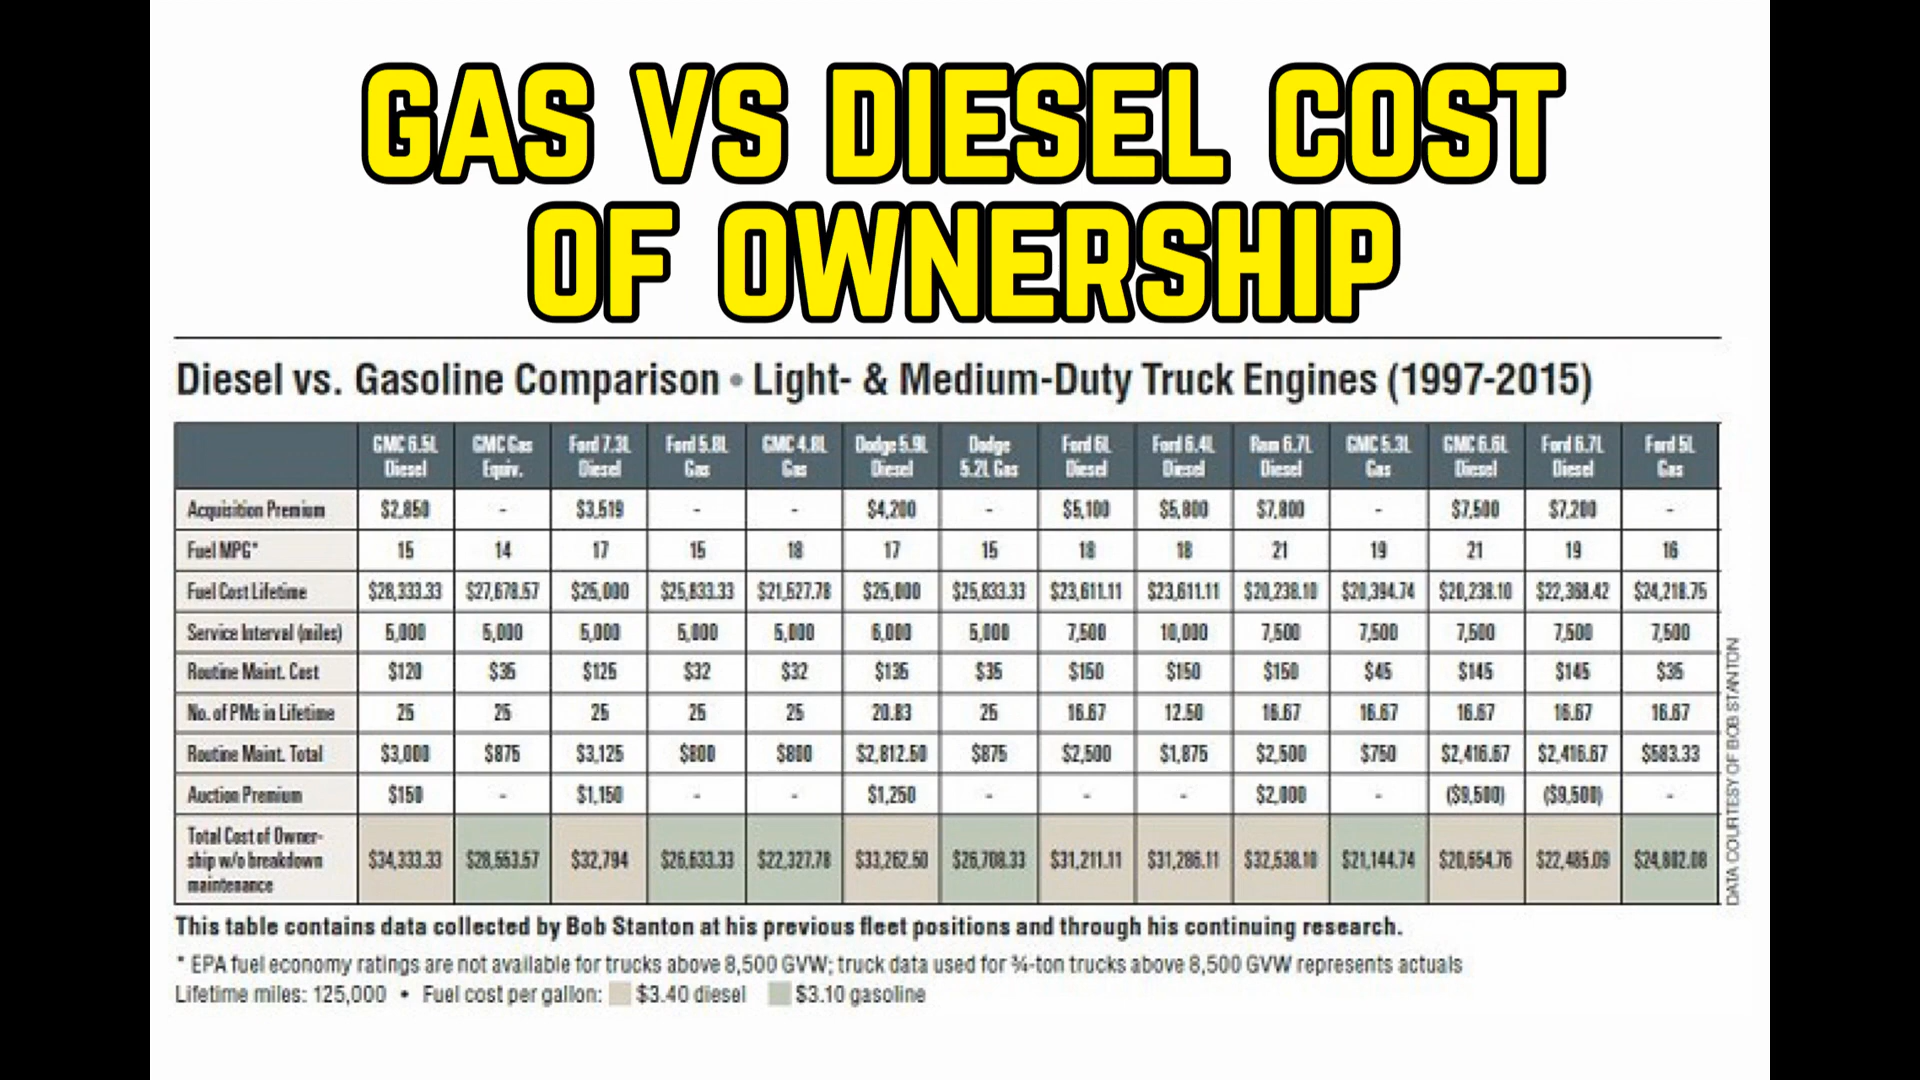 GAS VS DIESEL COST
OF OWNERSHIP
Diesel vs. Gasoline Comparison • Light- & Medium-Duty Truck Engines (1997-2015)
GMC 6.5L Diesel GMC Gas Equiv. Ford 7.3L Diesel Ford 5.8L Gas GMC 4.8L Gas Dodge 5.9L Diesel Dodge 5.2L Gas Ford 6L Diesel Ford 6.4L Diesel Ram 6.7L Diesel GMC 5.3L Gas GMC 6.6L Diesel Ford 6.7L Diesel Ford 5L Gas
Acquisition Premium $2,850 - $3,519 - - $4,200 - $5,100 $5,800 $7,800 - $7,500 $7,200 -
Fuel MPG* 15 14 17 15 18 17 15 18 18 21 19 21 19 16
Fuel Cost Lifetime $28,333.33 $27,678.57 $25,000 $25,833.33 $21,527.78 $25,000 $25,833.33 $23,611.11 $23,611.11 $20,238.10 $20,394.74 $20,238.10 $22,368.42 $24,218.75
Service Interval (miles) 5,000 5,000 5,000 5,000 5,000 6,000 5,000 7,500 10,000 7,500 7,500 7,500 7,500 7,500
Routine Maint. Cost $120 $35 $125 $32 $32 $135 $35 $150 $150 $150 $45 $145 $145 $35
No. of PMs in Lifetime 25 25 25 25 25 20.83 25 16.67 12.50 16.67 16.67 16.67 16.67 16.67
Routine Maint. Total $3,000 $875 $3,125 $800 $800 $2,812.50 $875 $2,500 $1,875 $2,500 $750 $2,416.67 $2,416.67 $583.33
Auction Premium $150 - $1,150 - - $1,250 - - - $2,000 - ($9,500) ($9,500) -
Total Cost of Owner-
ship w/o breakdown $34,333.33 $28,553.57 $32,794 $26,633.33 $22,327.78 $33,262.50 $26,708.33 $31,211.11 $31,286.11 $32,538.10 $21,144.74 $20,654.76 $22,485.09 $24,802.08
maintenance
DATA COURTESY OF BOB STANTON
This table contains data collected by Bob Stanton at his previous fleet positions and through his continuing research.
* EPA fuel economy ratings are not available for trucks above 8,500 GVW; truck data used for ¾-ton trucks above 8,500 GVW represents actuals
Lifetime miles: 125,000 • Fuel cost per gallon: $3.40 diesel $3.10 gasoline